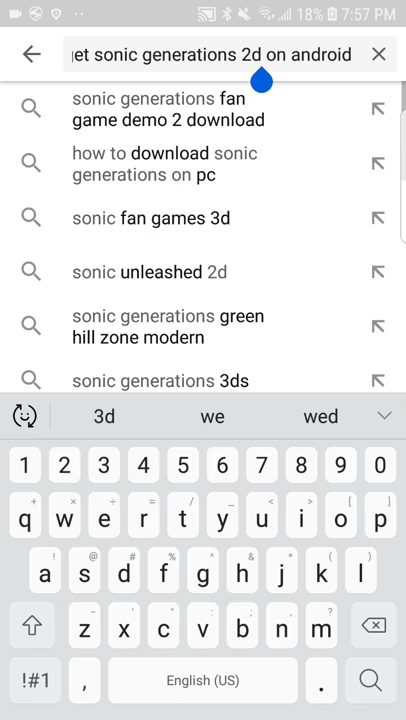 18% 7:57 PM
get sonic generations 2d on android
sonic generations fan
game demo 2 download
how to download sonic
generations on pc
sonic fan games 3d
sonic unleashed 2d
sonic generations green
hill zone modern
sonic generations 3ds
3d we wed
1 2 3 4 5 6 7 8 9 0
+ × ÷ = / _ < > [ ]
q w e r t y u i o p
! @ # % ^ & * ( )
a s d f g h j k l
- ' " : ; , ?
z x c v b n m
!#1 , English (US) .